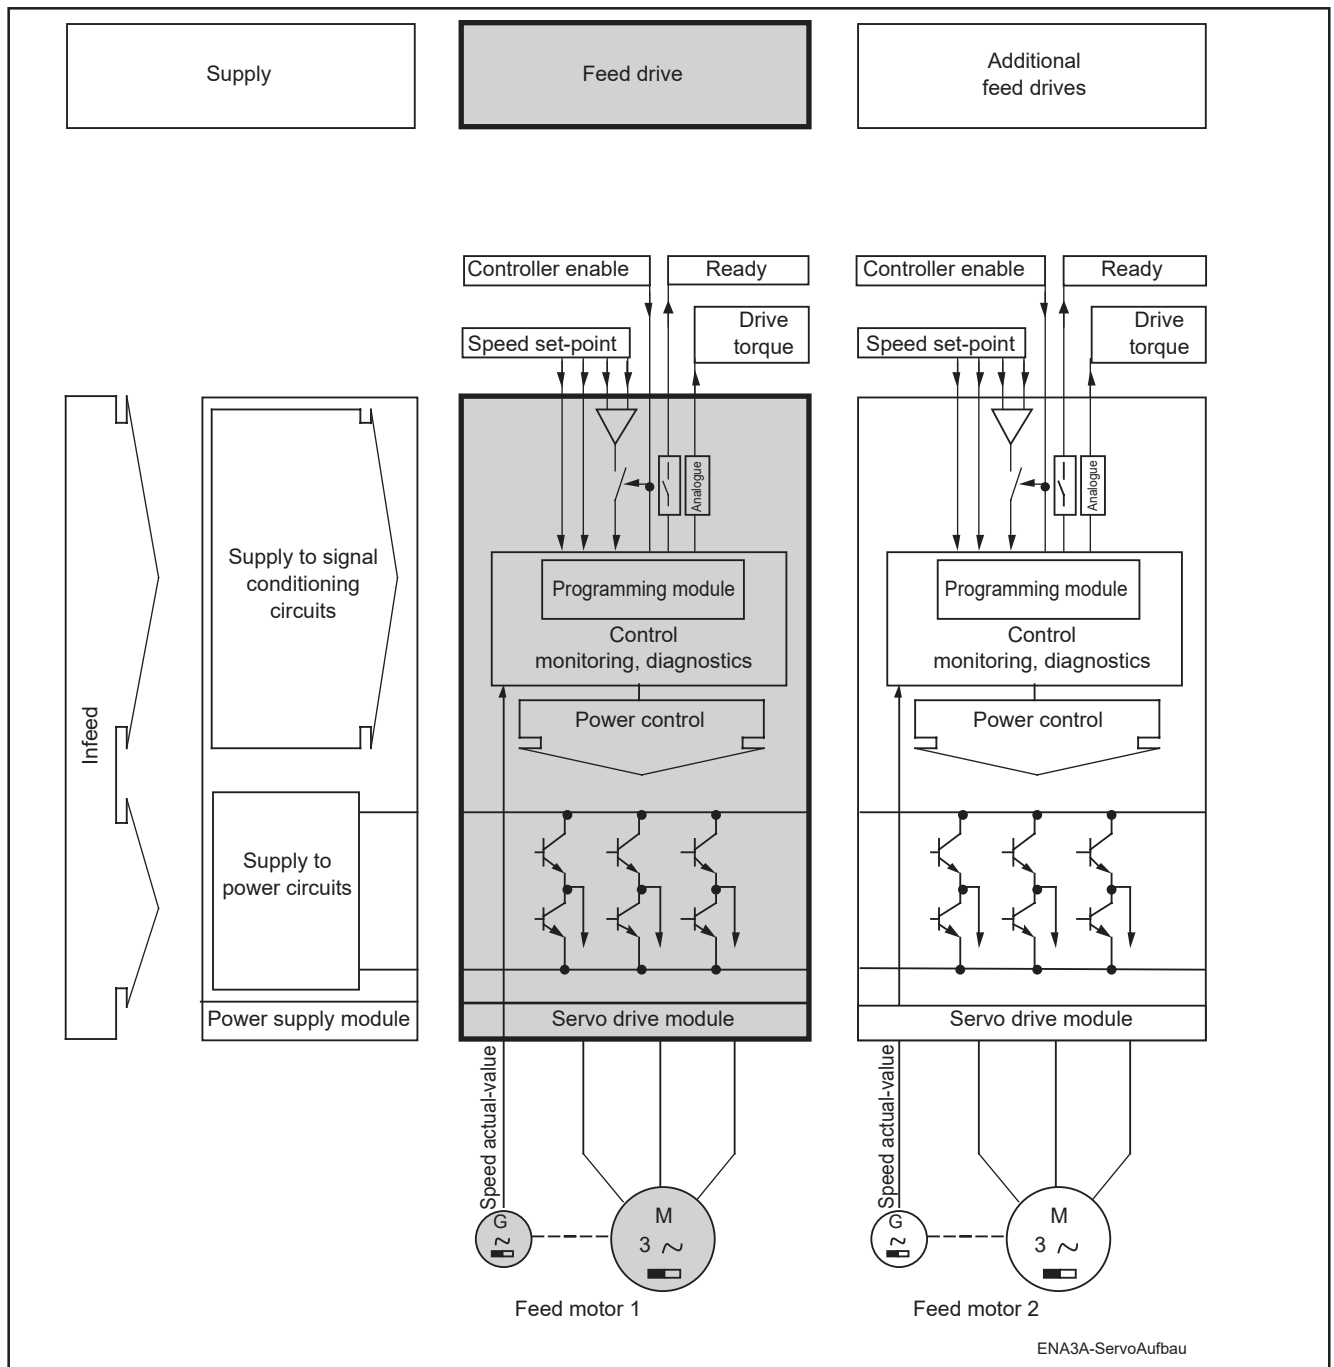 Supply
Feed drive
Additional
feed drives
Controller enable
Ready
Controller enable
Ready
Drive
torque
Drive
torque
Speed set-point
Speed set-point
Analogue
Analogue
Supply to signal
conditioning
circuits
Programming module
Programming module
Control
monitoring, diagnostics
Control
monitoring, diagnostics
Infeed
Power control
Power control
Supply to
power circuits
Power supply module
Servo drive module
Servo drive module
Speed actual-value
Speed actual-value
G
M
3
G
M
3
Feed motor 1
Feed motor 2
ENA3A-ServoAufbau